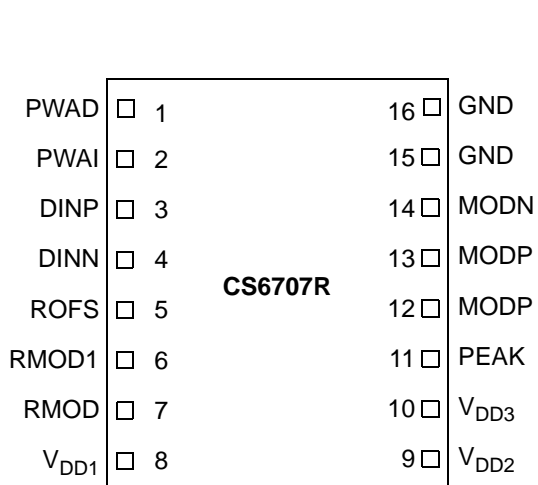 PWAD 1 16 GND
PWAI 2 15 GND
DINP 3 14 MODN
DINN 4 13 MODP
CS6707R
ROFS 5 12 MODP
RMOD1 6 11 PEAK
RMOD 7 10 VDD3
VDD1 8 9 VDD2